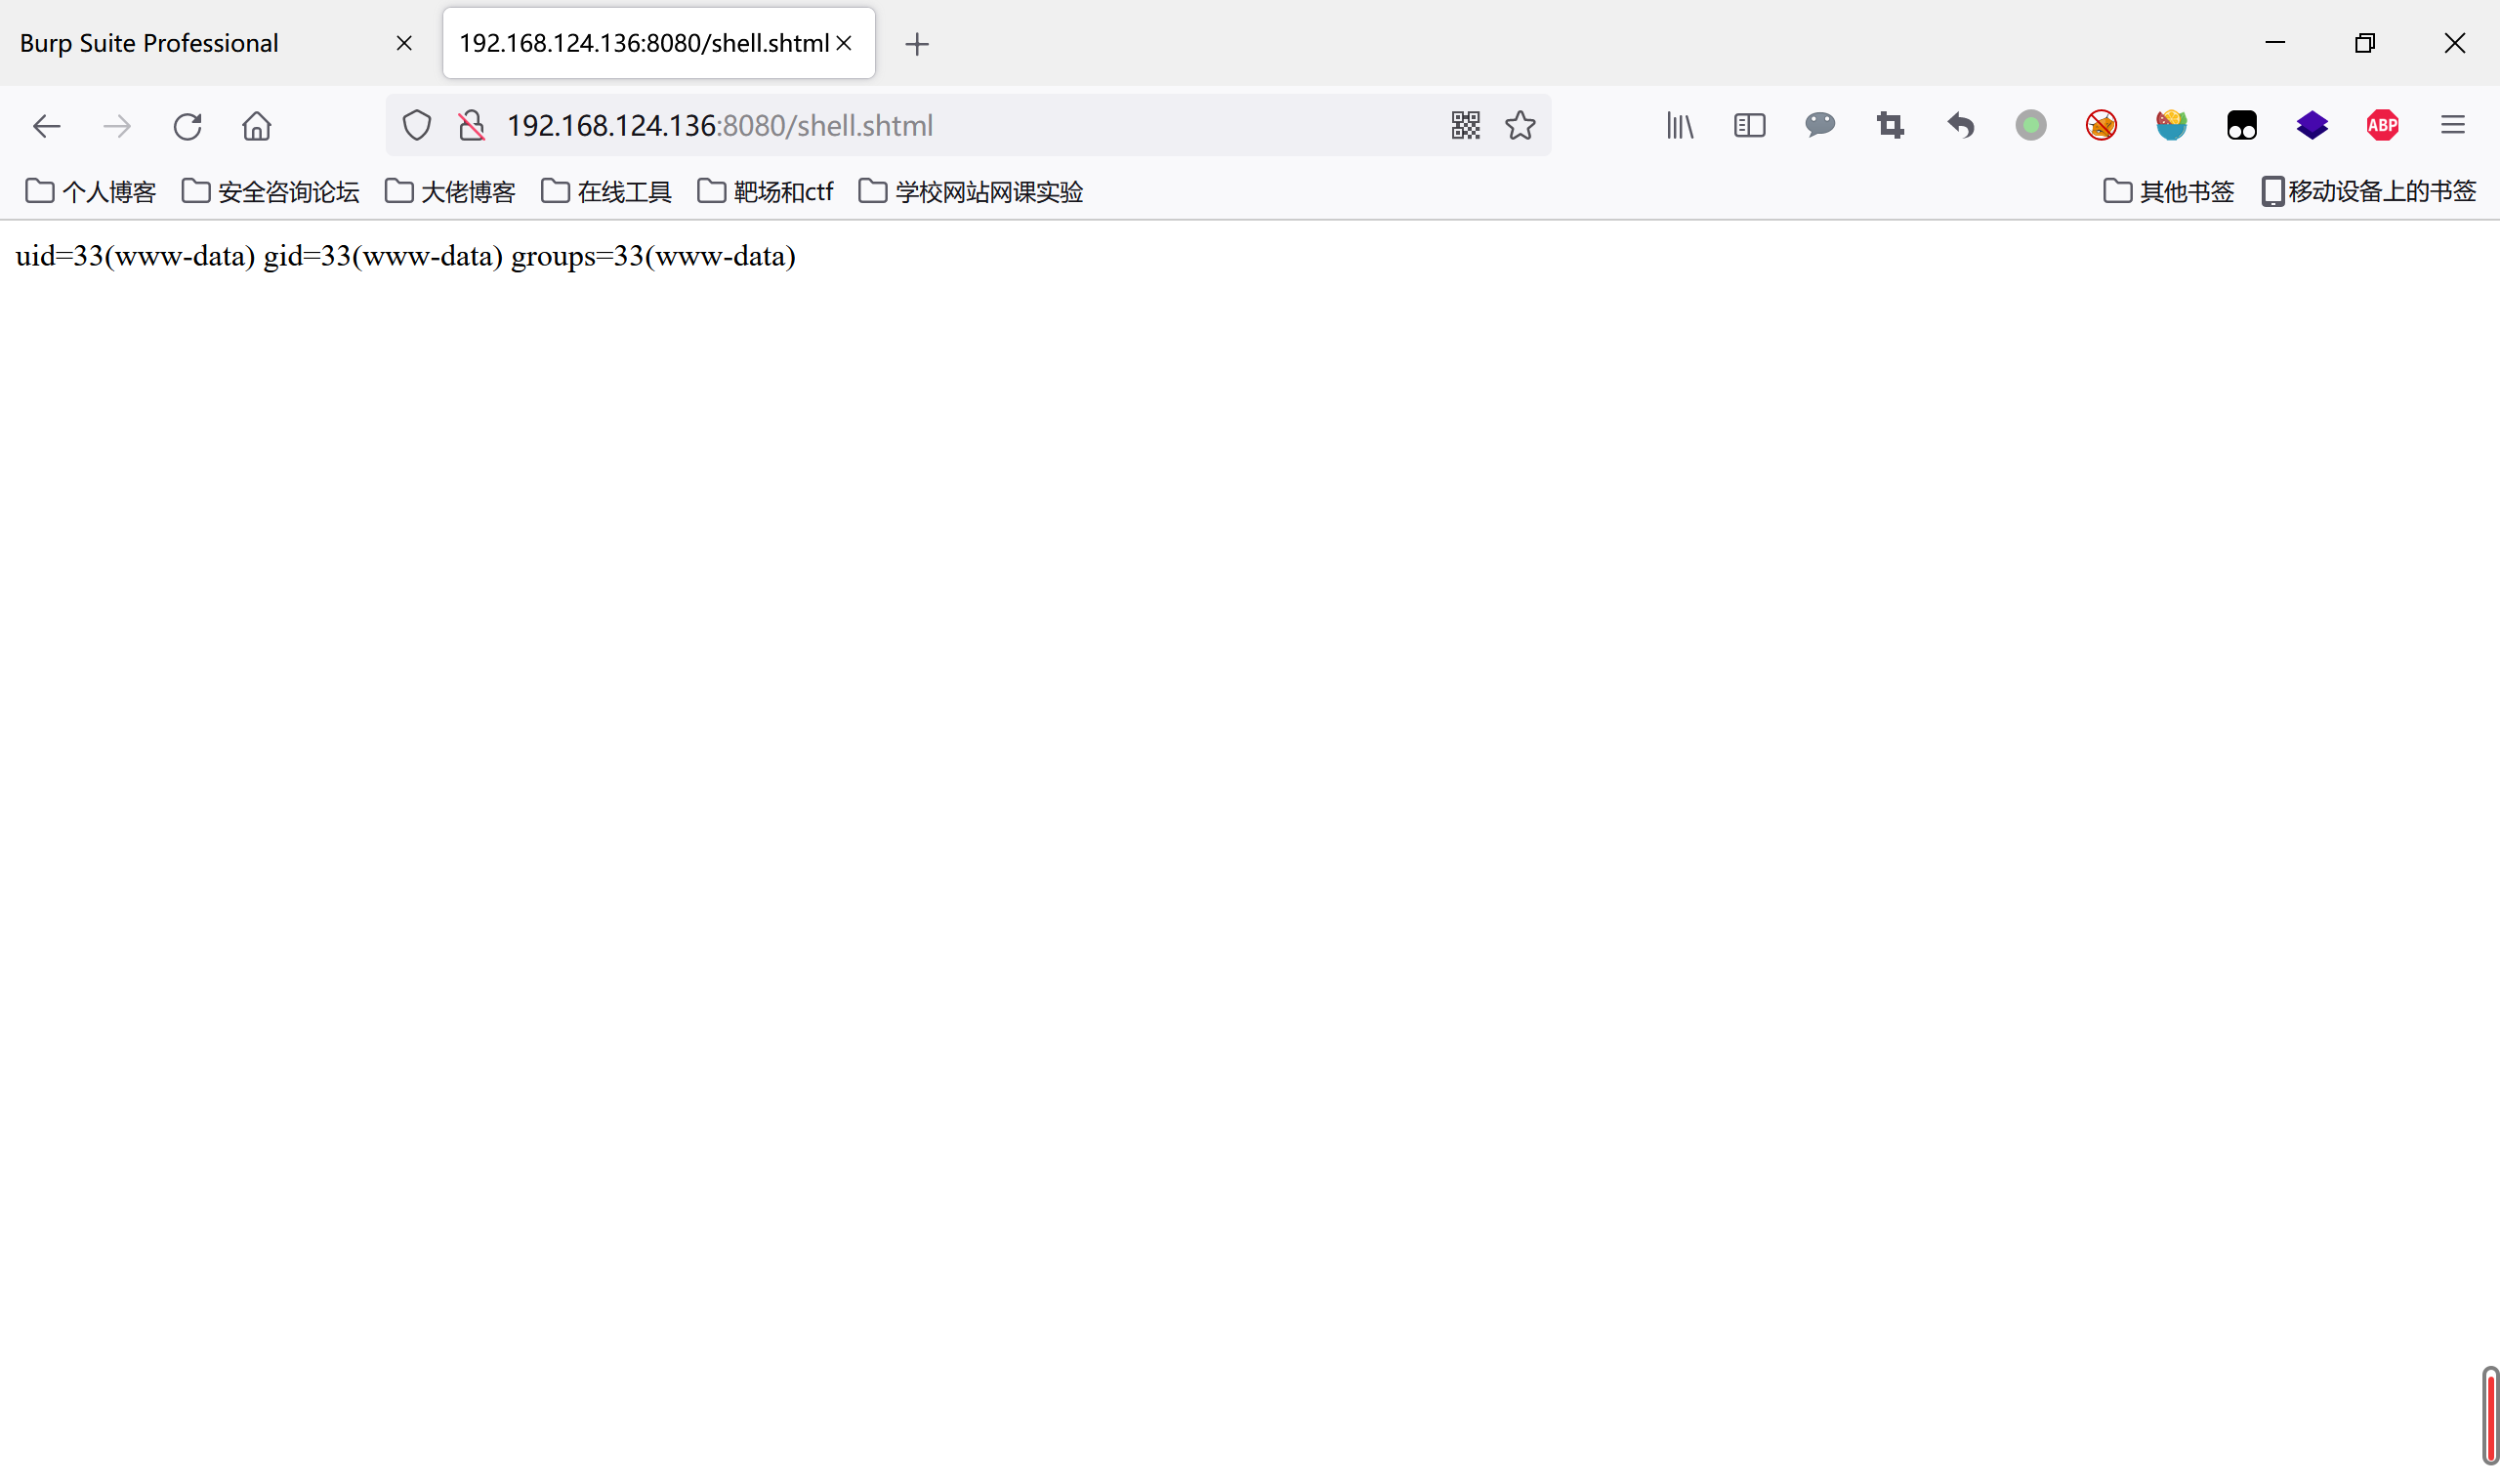 Burp Suite Professional
192.168.124.136:8080/shell.shtml
192.168.124.136:8080/shell.shtml
ABP
个人博客 安全咨询论坛 大佬博客 在线工具 靶场和ctf 学校网站网课实验 其他书签 移动设备上的书签
uid=33(www-data) gid=33(www-data) groups=33(www-data)